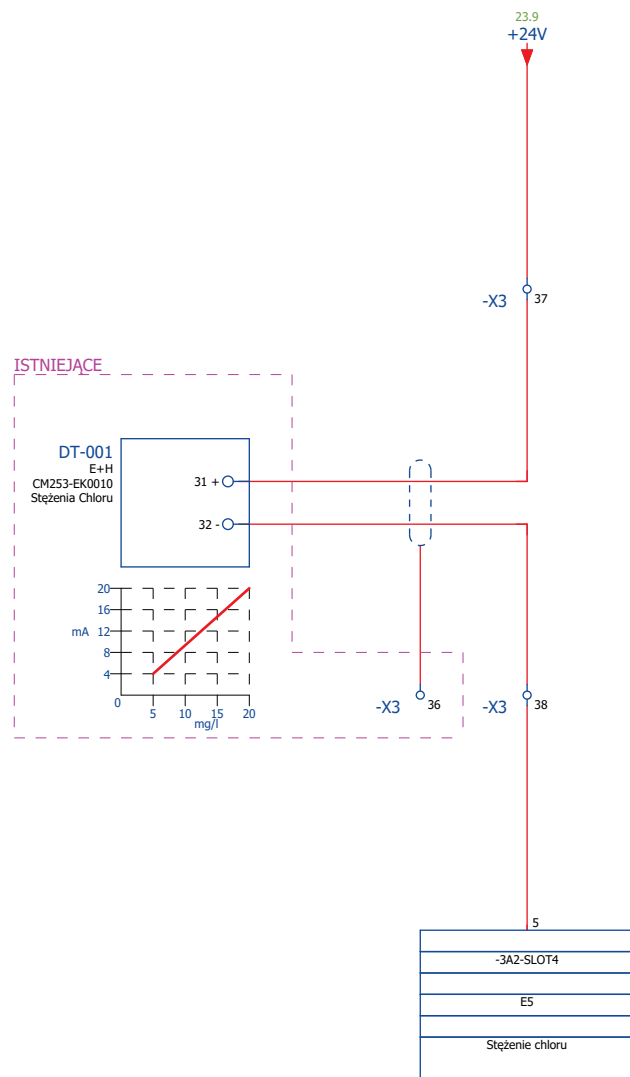 23.9
+24V
-X3 37
ISTNIEJĄCE
DT-001
E+H
CM253-EK0010
Stężenia Chloru
31 +
32 -
20
16
mA 12
8
4
0 5 10 15 20
mg/l
-X3 36
-X3 38
5
-3A2-SLOT4
E5
Stężenie chloru